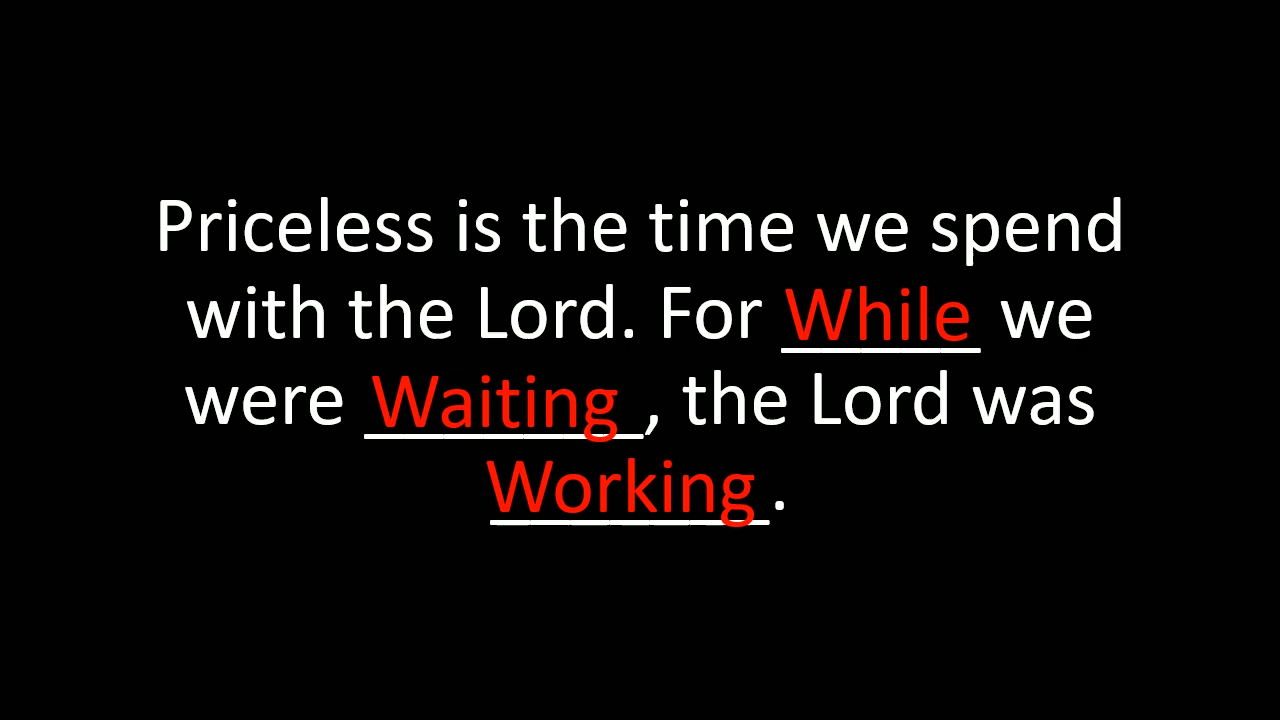 Priceless is the time we spend
with the Lord. For While we
were Waiting, the Lord was
Working.